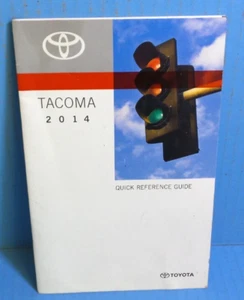 TACOMA
2014
QUICK REFERENCE GUIDE
TOYOTA